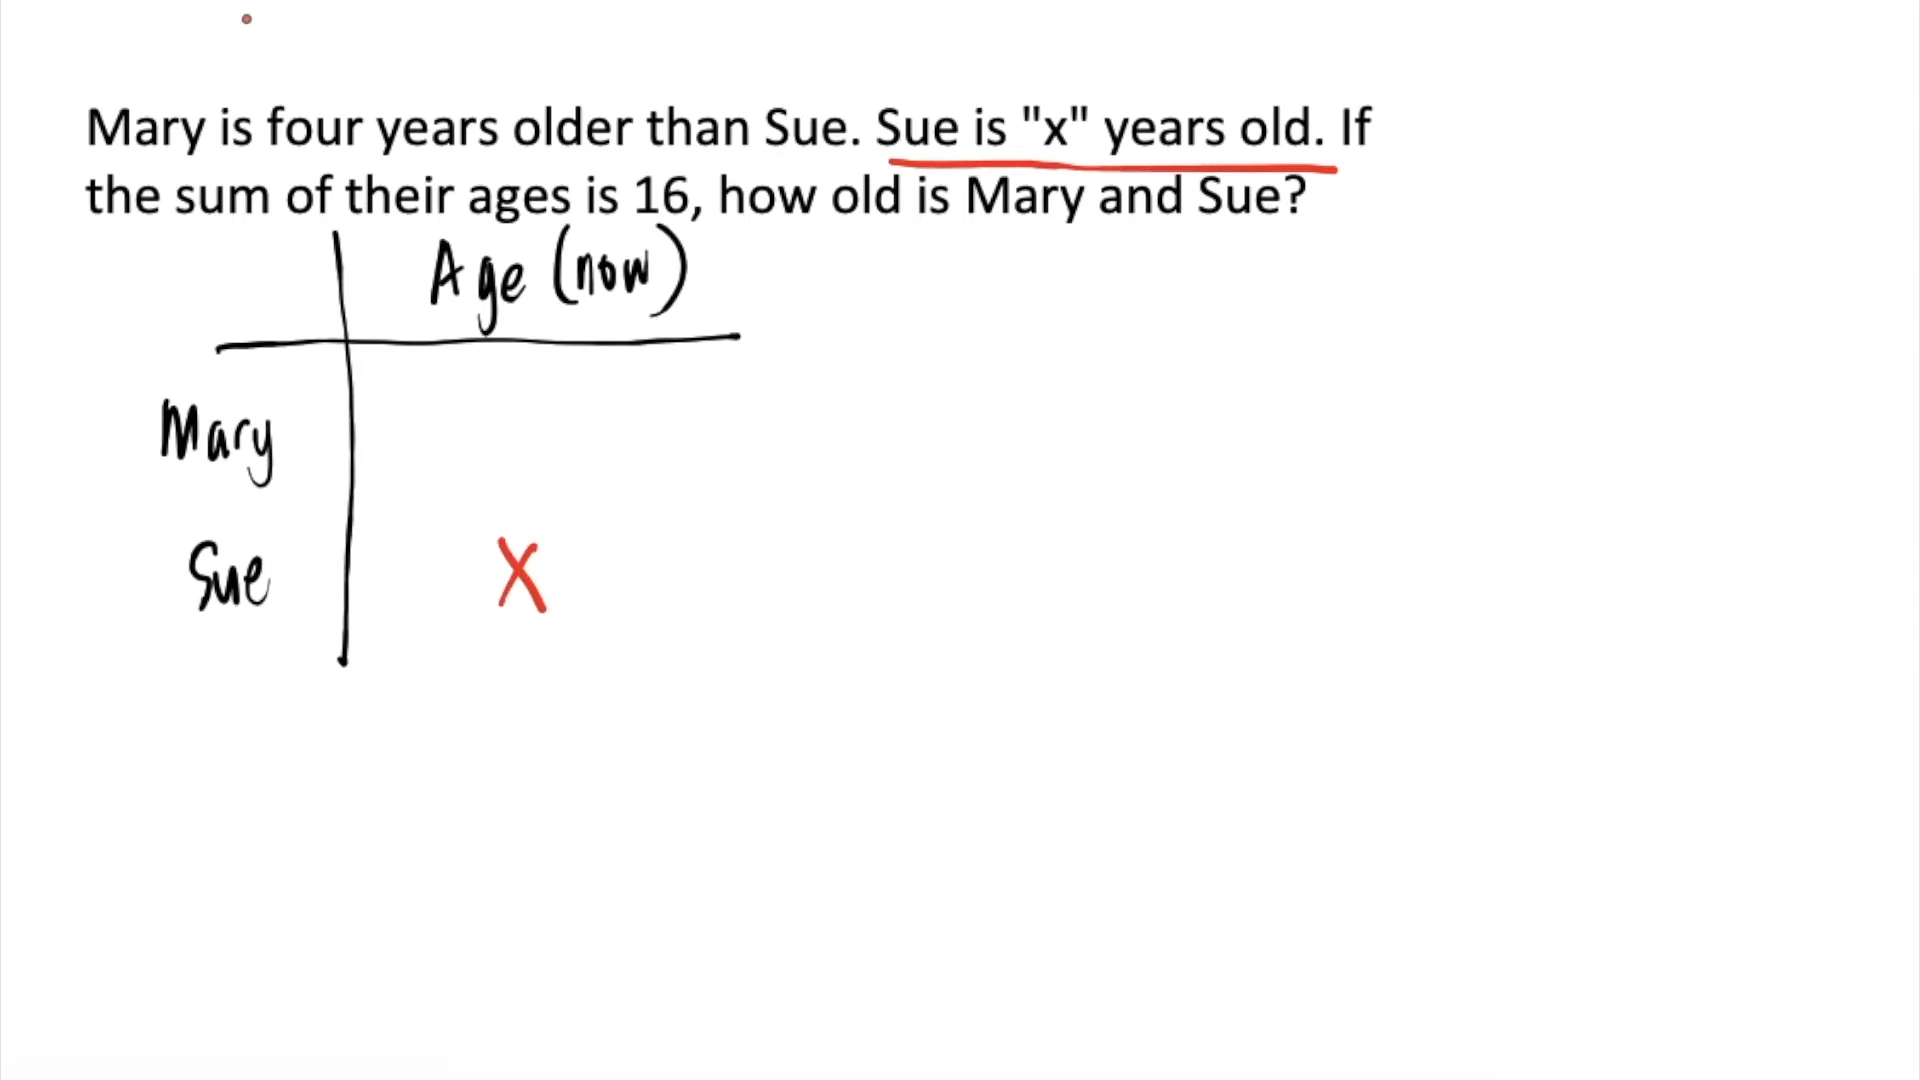 Mary is four years older than Sue. Sue is "x" years old. If
the sum of their ages is 16, how old is Mary and Sue?
Age (now)
Mary
Sue X